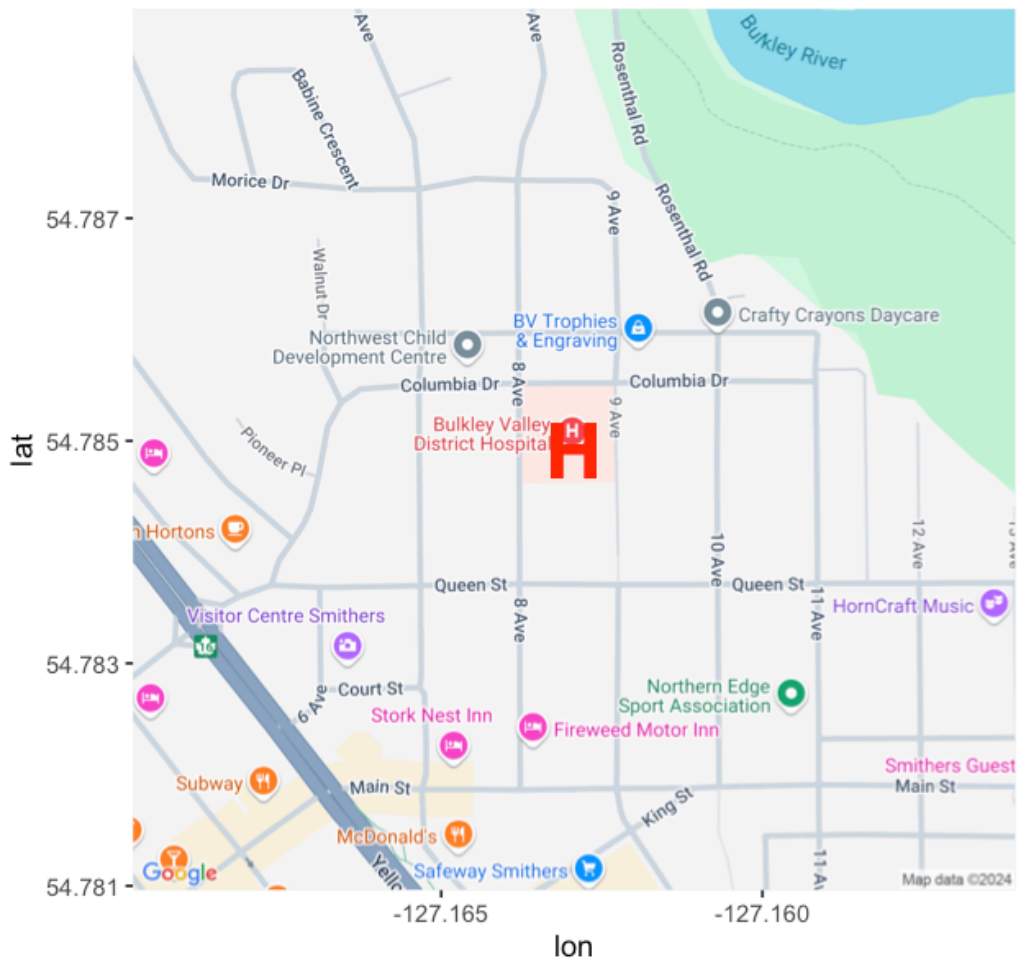 Ave
Ave
Bulkley River
Rosenthal Rd
Babine Crescent
Morice Dr
9 Ave
Rosenthal Rd
54.787
Walnut Dr
BV Trophies
& Engraving
Crafty Crayons Daycare
Northwest Child
Development Centre
8 Ave
Columbia Dr
Columbia Dr
9 Ave
Bulkley Valley
District Hospital
H
H
54.785
lat
Pioneer Pl
n Hortons
10 Ave
12 Ave
13 Ave
Queen St
Queen St
8 Ave
11 Ave
HornCraft Music
Visitor Centre Smithers
16
54.783
Court St
6 Ave
Northern Edge
Sport Association
Stork Nest Inn
Fireweed Motor Inn
Subway
Main St
Smithers Guest
Main St
King St
McDonald's
Safeway Smithers
11 Av
Yello
Google
Map data ©2024
54.781
-127.165
-127.160
lon